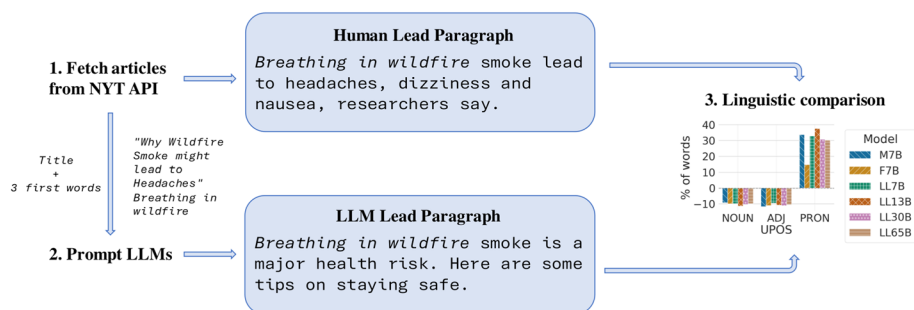 1. Fetch articles
from NYT API
Human Lead Paragraph
Breathing in wildfire smoke lead
to headaches, dizziness and
nausea, researchers say.
Title
+
3 first words
"Why Wildfire
Smoke might
lead to
Headaches"
Breathing in
wildfire
2. Prompt LLMs
LLM Lead Paragraph
Breathing in wildfire smoke is a
major health risk. Here are some
tips on staying safe.
3. Linguistic comparison
% of words
40
30
20
10
0
−10
NOUN ADJ PRON
UPOS
Model
M7B
F7B
LL7B
LL13B
LL30B
LL65B